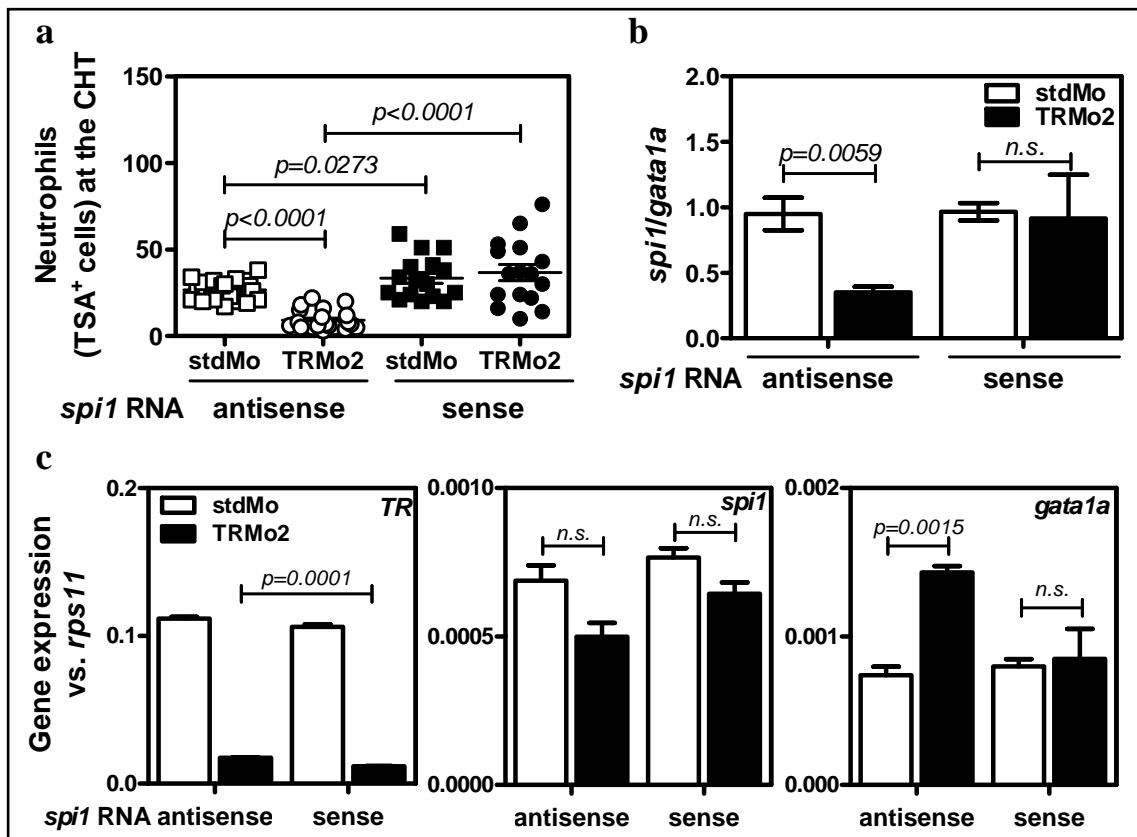 a
Neutrophils
(TSA+ cells) at the CHT
150
100
50
0
p<0.0001
p=0.0273
p<0.0001
stdMo TRMo2 stdMo TRMo2
spi1 RNA antisense sense
b
spi1/gata1a
2.0
1.5
1.0
0.5
0.0
stdMo
TRMo2
p=0.0059
n.s.
spi1 RNA antisense sense
c
Gene expression
vs. rps11
0.2
0.1
0.0
stdMo
TRMo2
TR
p=0.0001
spi1 RNA antisense sense
0.0010
0.0005
0.0000
spi1
n.s.
n.s.
antisense sense
0.002
0.001
0.000
gata1a
p=0.0015
n.s.
antisense sense